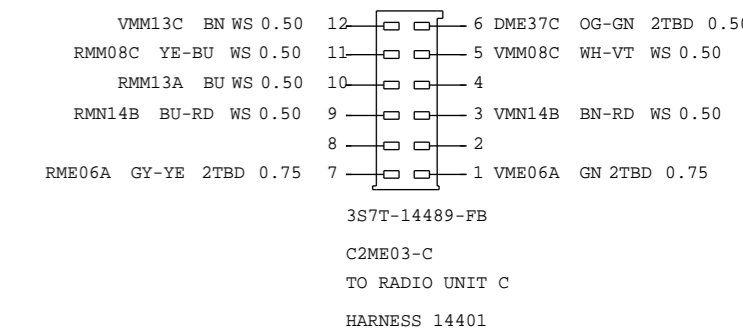 VMM13C BN WS 0.50 12 6 DME37C OG-GN 2TBD 0.50
RMM08C YE-BU WS 0.50 11 5 VMM08C WH-VT WS 0.50
RMM13A BU WS 0.50 10 4
RMN14B BU-RD WS 0.50 9 3 VMN14B BN-RD WS 0.50
8 2
RME06A GY-YE 2TBD 0.75 7 1 VME06A GN 2TBD 0.75
3S7T-14489-FB
C2ME03-C
TO RADIO UNIT C
HARNESS 14401